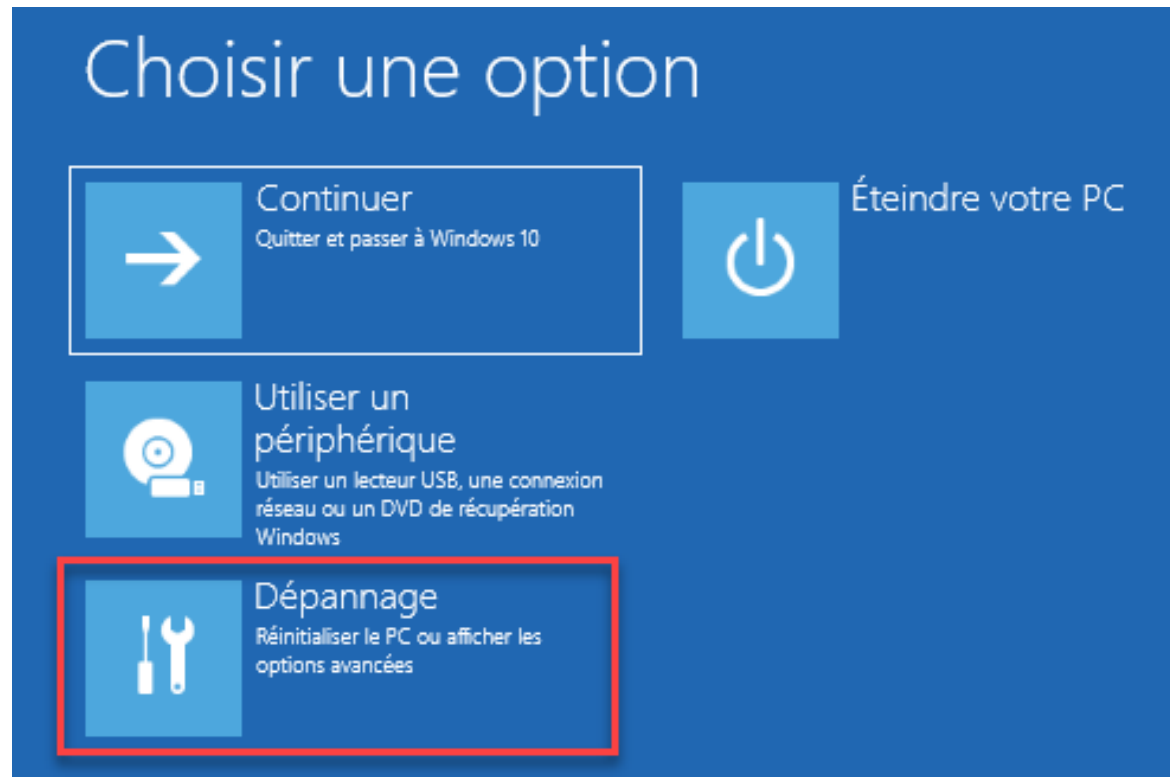 Choisir une option
Continuer
Quitter et passer à Windows 10
Éteindre votre PC
Utiliser un
périphérique
Utiliser un lecteur USB, une connexion
réseau ou un DVD de récupération
Windows
Dépannage
Réinitialiser le PC ou afficher les
options avancées